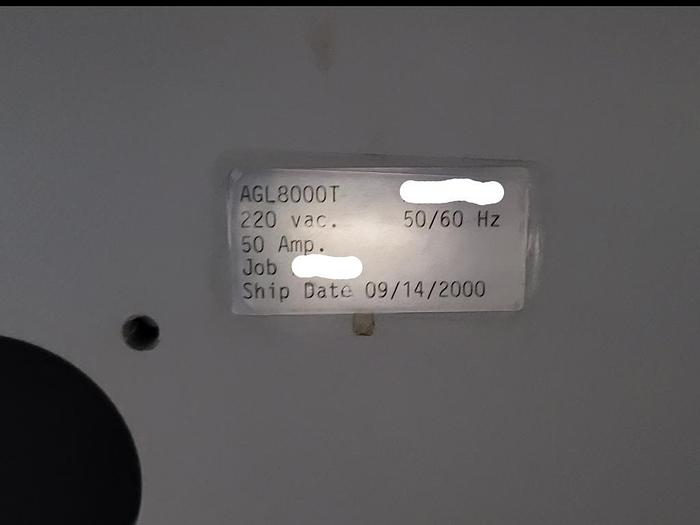 AGL8000T
220 vac. 50/60 Hz
50 Amp.
Job
Ship Date 09/14/2000